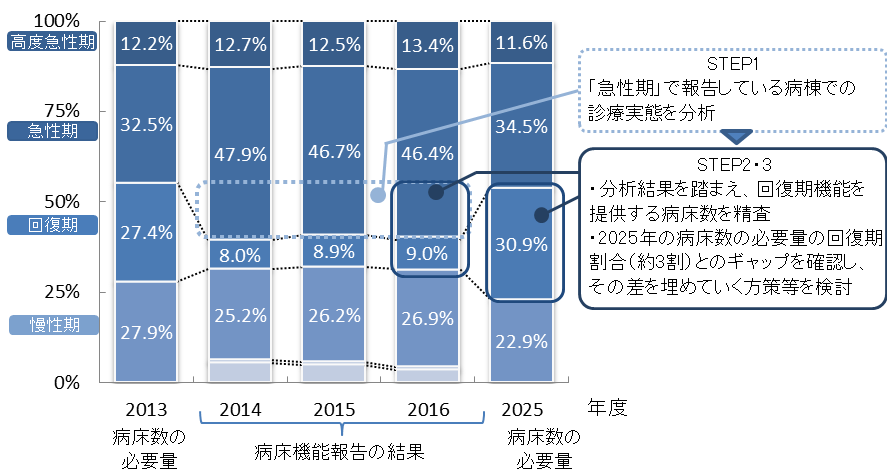 100%
高度急性期
12.2%
12.7%
12.5%
13.4%
11.6%
STEP1
「急性期」で報告している病棟での
診療実態を分析
75%
急性期
32.5%
47.9%
46.7%
46.4%
34.5%
STEP2・3
・分析結果を踏まえ、回復期機能を
提供する病床数を精査
・2025年の病床数の必要量の回復期
割合(約3割)とのギャップを確認し、
その差を埋めていく方策等を検討
50%
回復期
27.4%
8.0%
8.9%
9.0%
30.9%
25%
慢性期
27.9%
25.2%
26.2%
26.9%
22.9%
0%
2013
2014
2015
2016
2025
年度
病床数の
必要量
病床機能報告の結果
病床数の
必要量